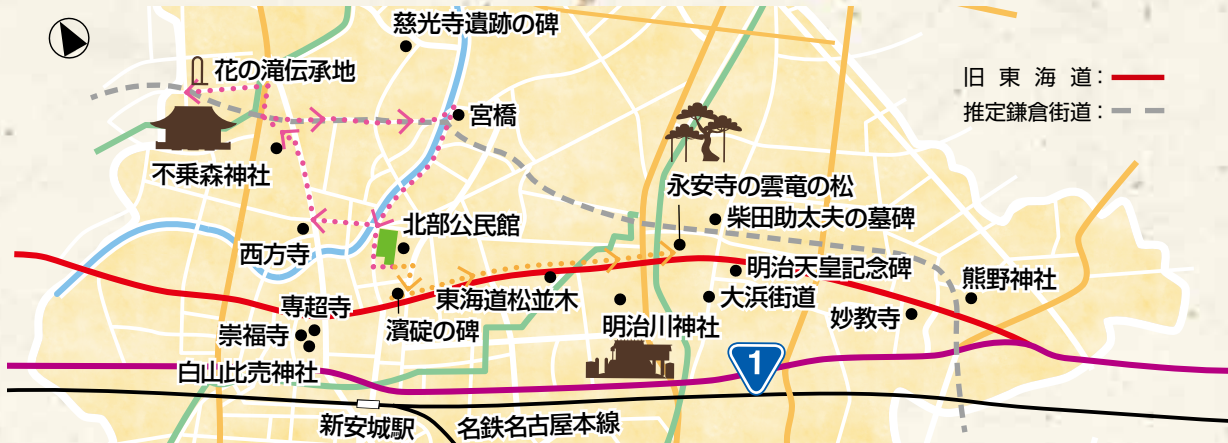 慈光寺遺跡の碑
花の滝伝承地
旧東海道：
推定鎌倉街道：
宮橋
不乗森神社
永安寺の雲竜の松
柴田助太夫の墓碑
北部公民館
西方寺
明治天皇記念碑
熊野神社
東海道松並木
大浜街道
専超寺
濱碇の碑
明治川神社
妙教寺
崇福寺
白山比売神社
1
新安城駅
名鉄名古屋本線